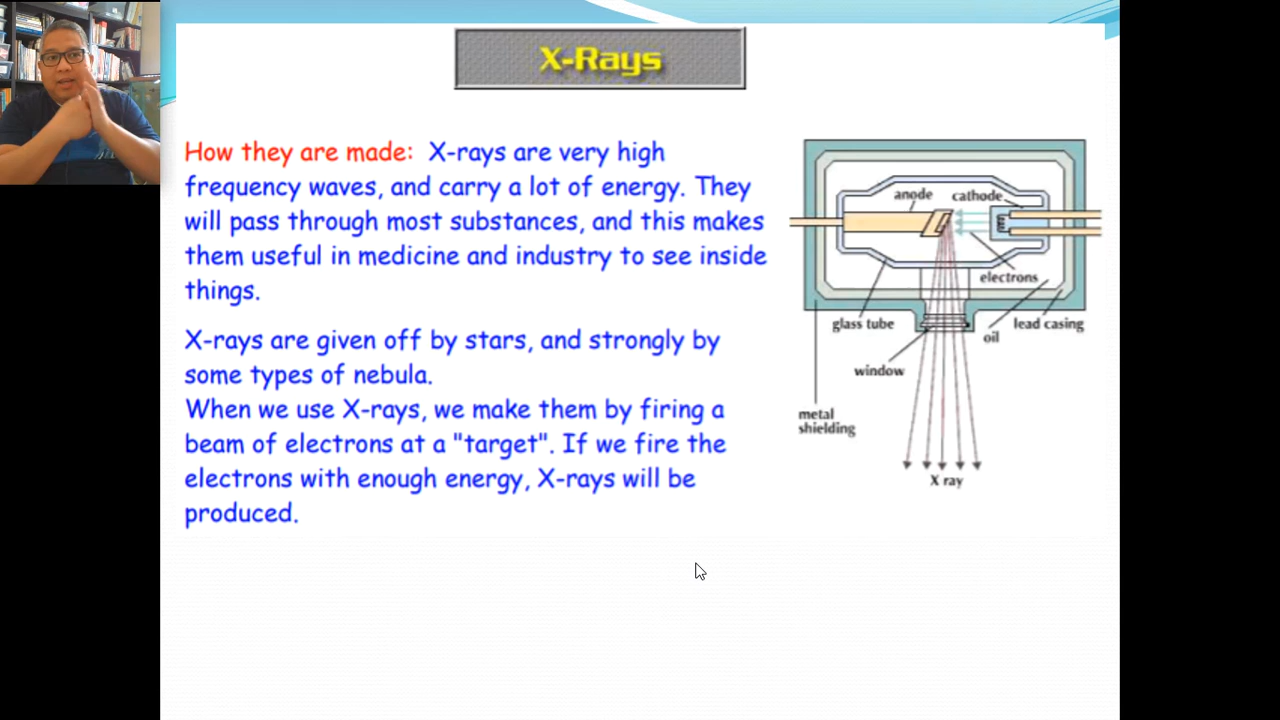 X-Rays
How they are made: X-rays are very high
frequency waves, and carry a lot of energy. They
will pass through most substances, and this makes
them useful in medicine and industry to see inside
things.
X-rays are given off by stars, and strongly by
some types of nebula.
When we use X-rays, we make them by firing a
beam of electrons at a "target". If we fire the
electrons with enough energy, X-rays will be
produced.
anode
cathode
electrons
glass tube
oil
lead casing
window
metal
shielding
X ray